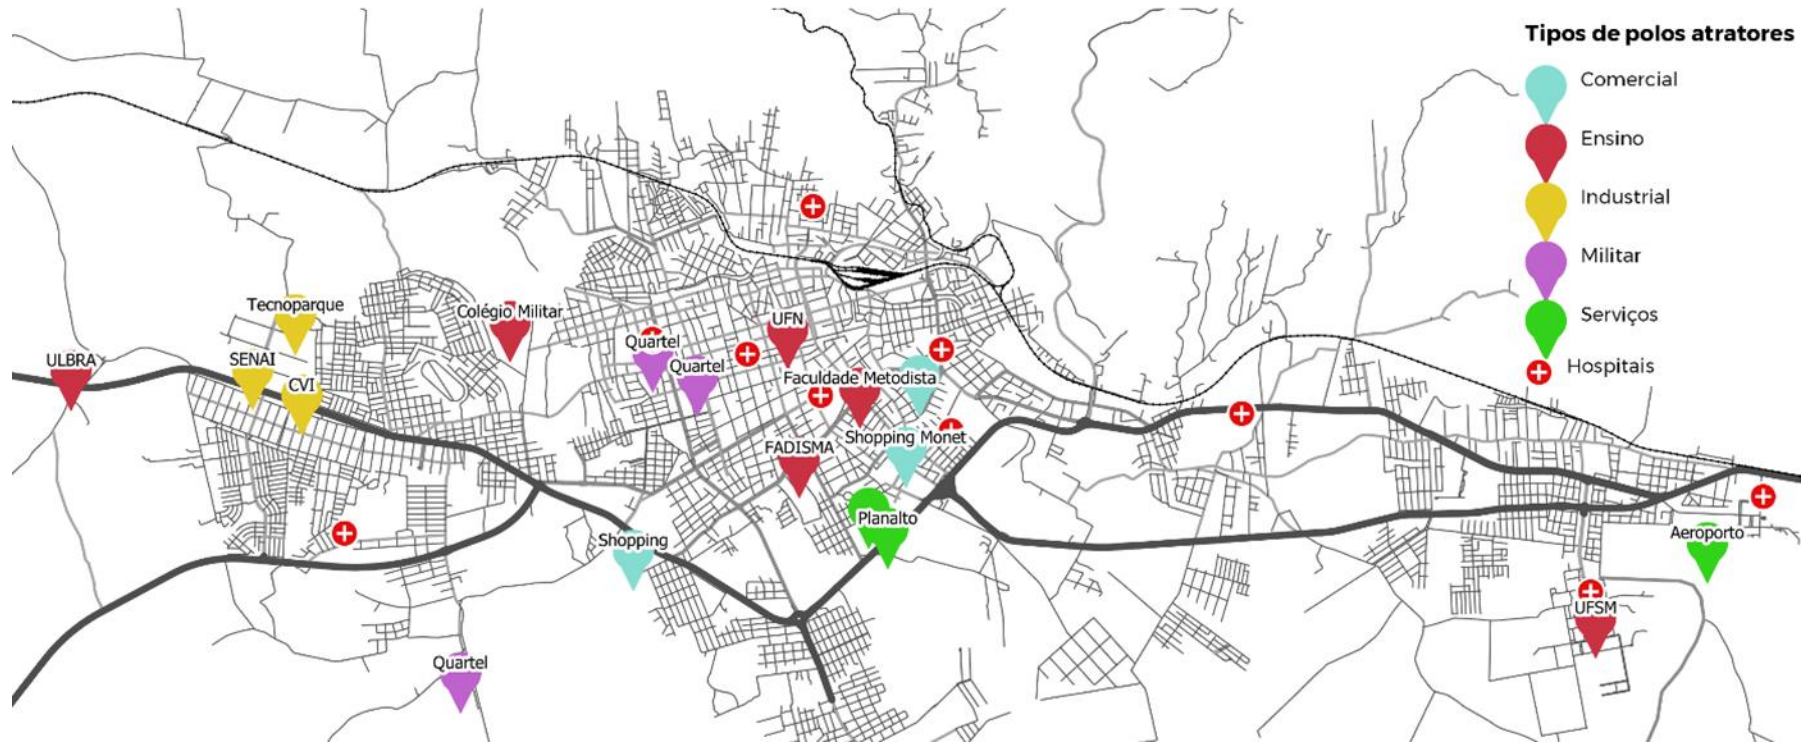 Tipos de polos atratores
Comercial
Ensino
Industrial
Militar
Serviços
Hospitais
Tecnoparque
Colégio Militar
UFN
Quartel
ULBRA
SENAI
Quartel
CVI
Faculdade Metodista
Shopping Monet
FADISMA
Planalto
Shopping
Aeroporto
UFSM
Quartel